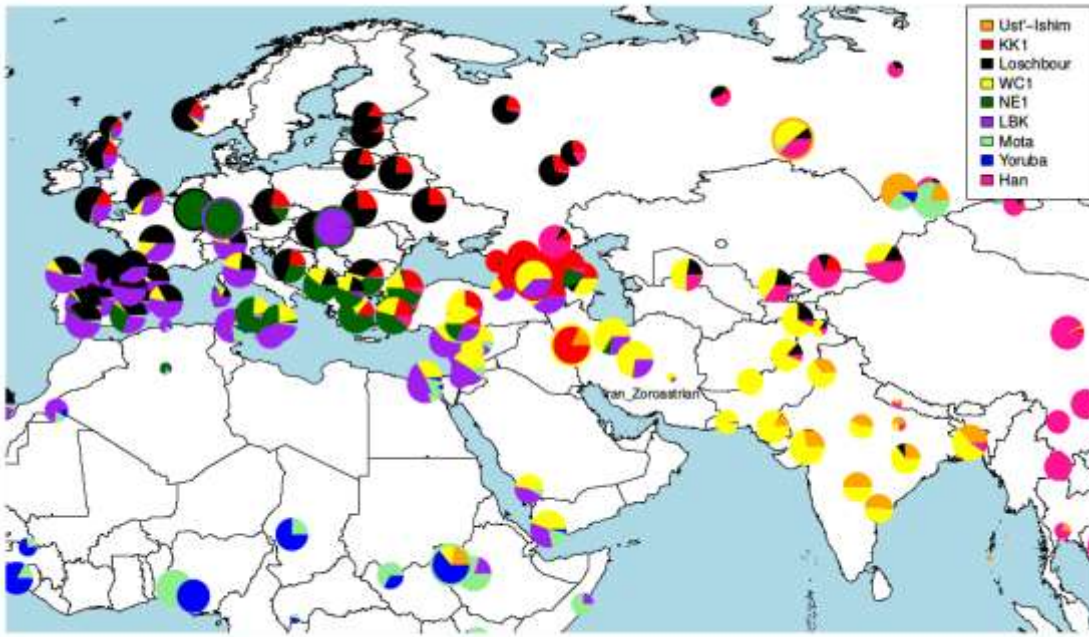 Ust'-Ishim
KK1
Loschbour
WC1
NE1
LBK
Mota
Yoruba
Han
Iran_Zoroastrian